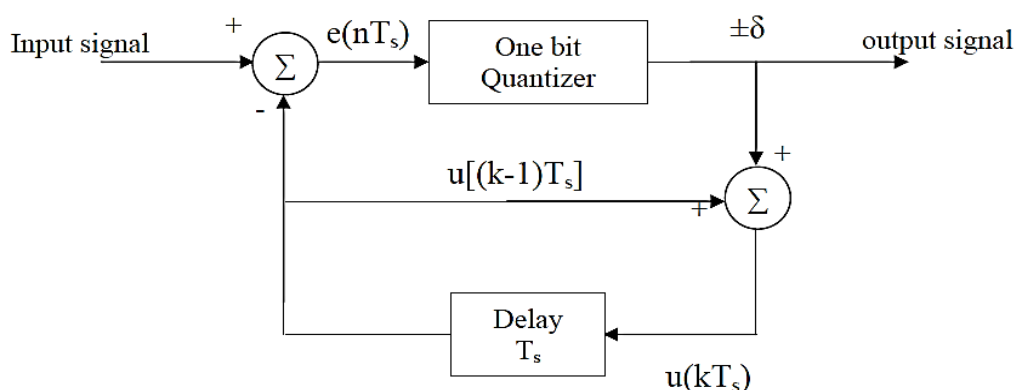 Input signal
+
Σ
e(nTₛ)
One bit
Quantizer
±δ
output signal
-
u[(k-1)Tₛ]
+
+
Σ
Delay
Tₛ
u(kTₛ)